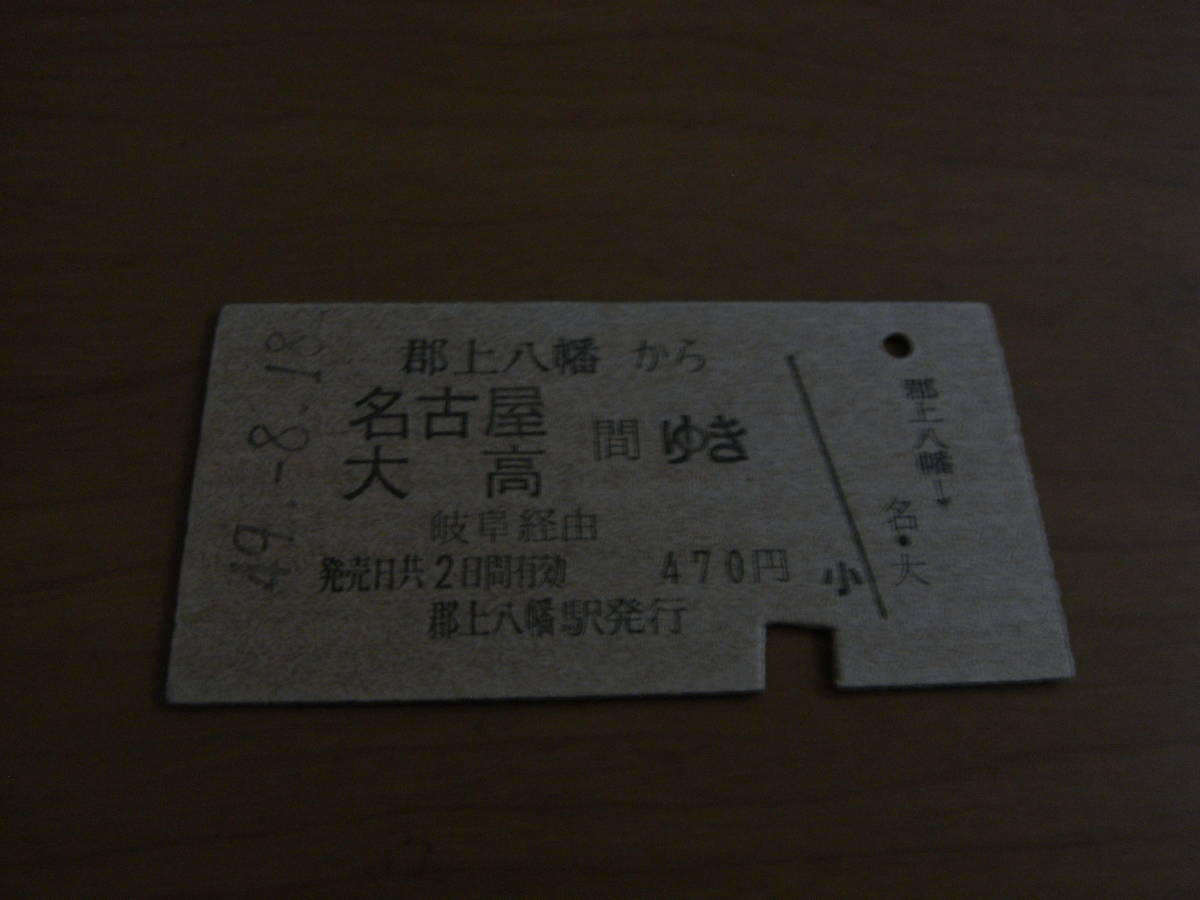 49.-8.18
郡上八幡 から
名古屋
大高
間 ゆき
岐阜経由
発売日共2日間有効 470円
小
郡上八幡駅発行
郡上八幡→
名・大